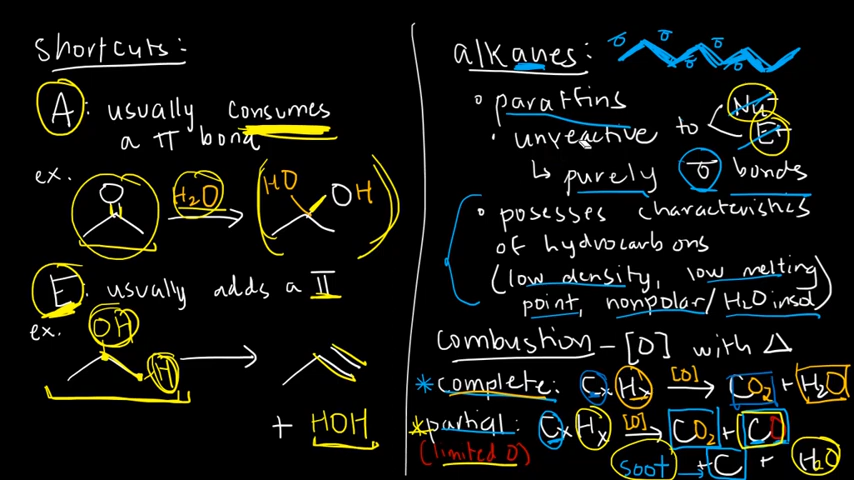 shortcuts:
A: usually consumes
a π bond
ex.
O
H2O
HO
OH
E: usually adds a π
ex.
OH
H
+ HOH
alkanes:
σ σ σ σ σ
• paraffins
• unreactive to Nu-
E+
↳ purely σ bonds
• posesses characteristics
of hydrocarbons
(low density, low melting
point, nonpolar/H2O insol)
Combustion - [O] with Δ
* complete: CxHx [O] → CO2 + H2O
* partial: CxHx [O] → CO2 + CO
(limited O)
soot → + C + H2O